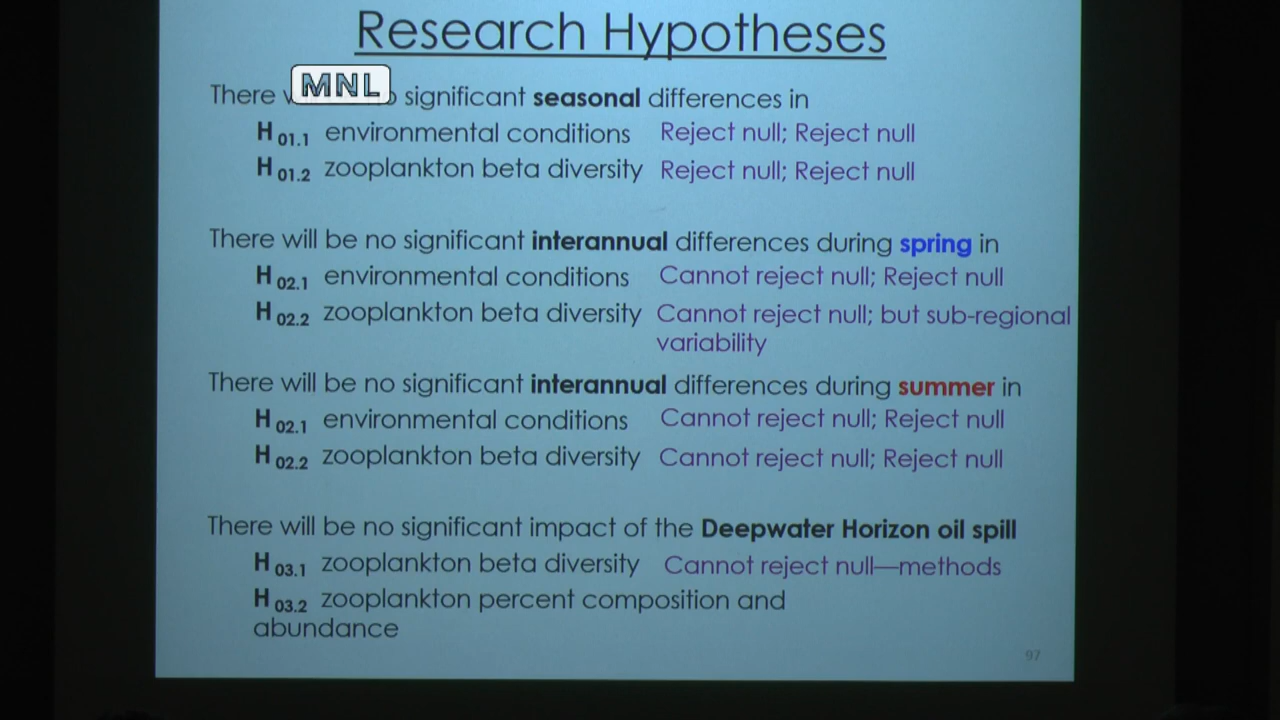 Research Hypotheses
MNL
There significant seasonal differences in
H 01.1 environmental conditions Reject null; Reject null
H 01.2 zooplankton beta diversity Reject null; Reject null
There will be no significant interannual differences during spring in
H 02.1 environmental conditions Cannot reject null; Reject null
H 02.2 zooplankton beta diversity Cannot reject null; but sub-regional
variability
There will be no significant interannual differences during summer in
H 02.1 environmental conditions Cannot reject null; Reject null
H 02.2 zooplankton beta diversity Cannot reject null; Reject null
There will be no significant impact of the Deepwater Horizon oil spill
H 03.1 zooplankton beta diversity Cannot reject null—methods
H 03.2 zooplankton percent composition and
abundance
97